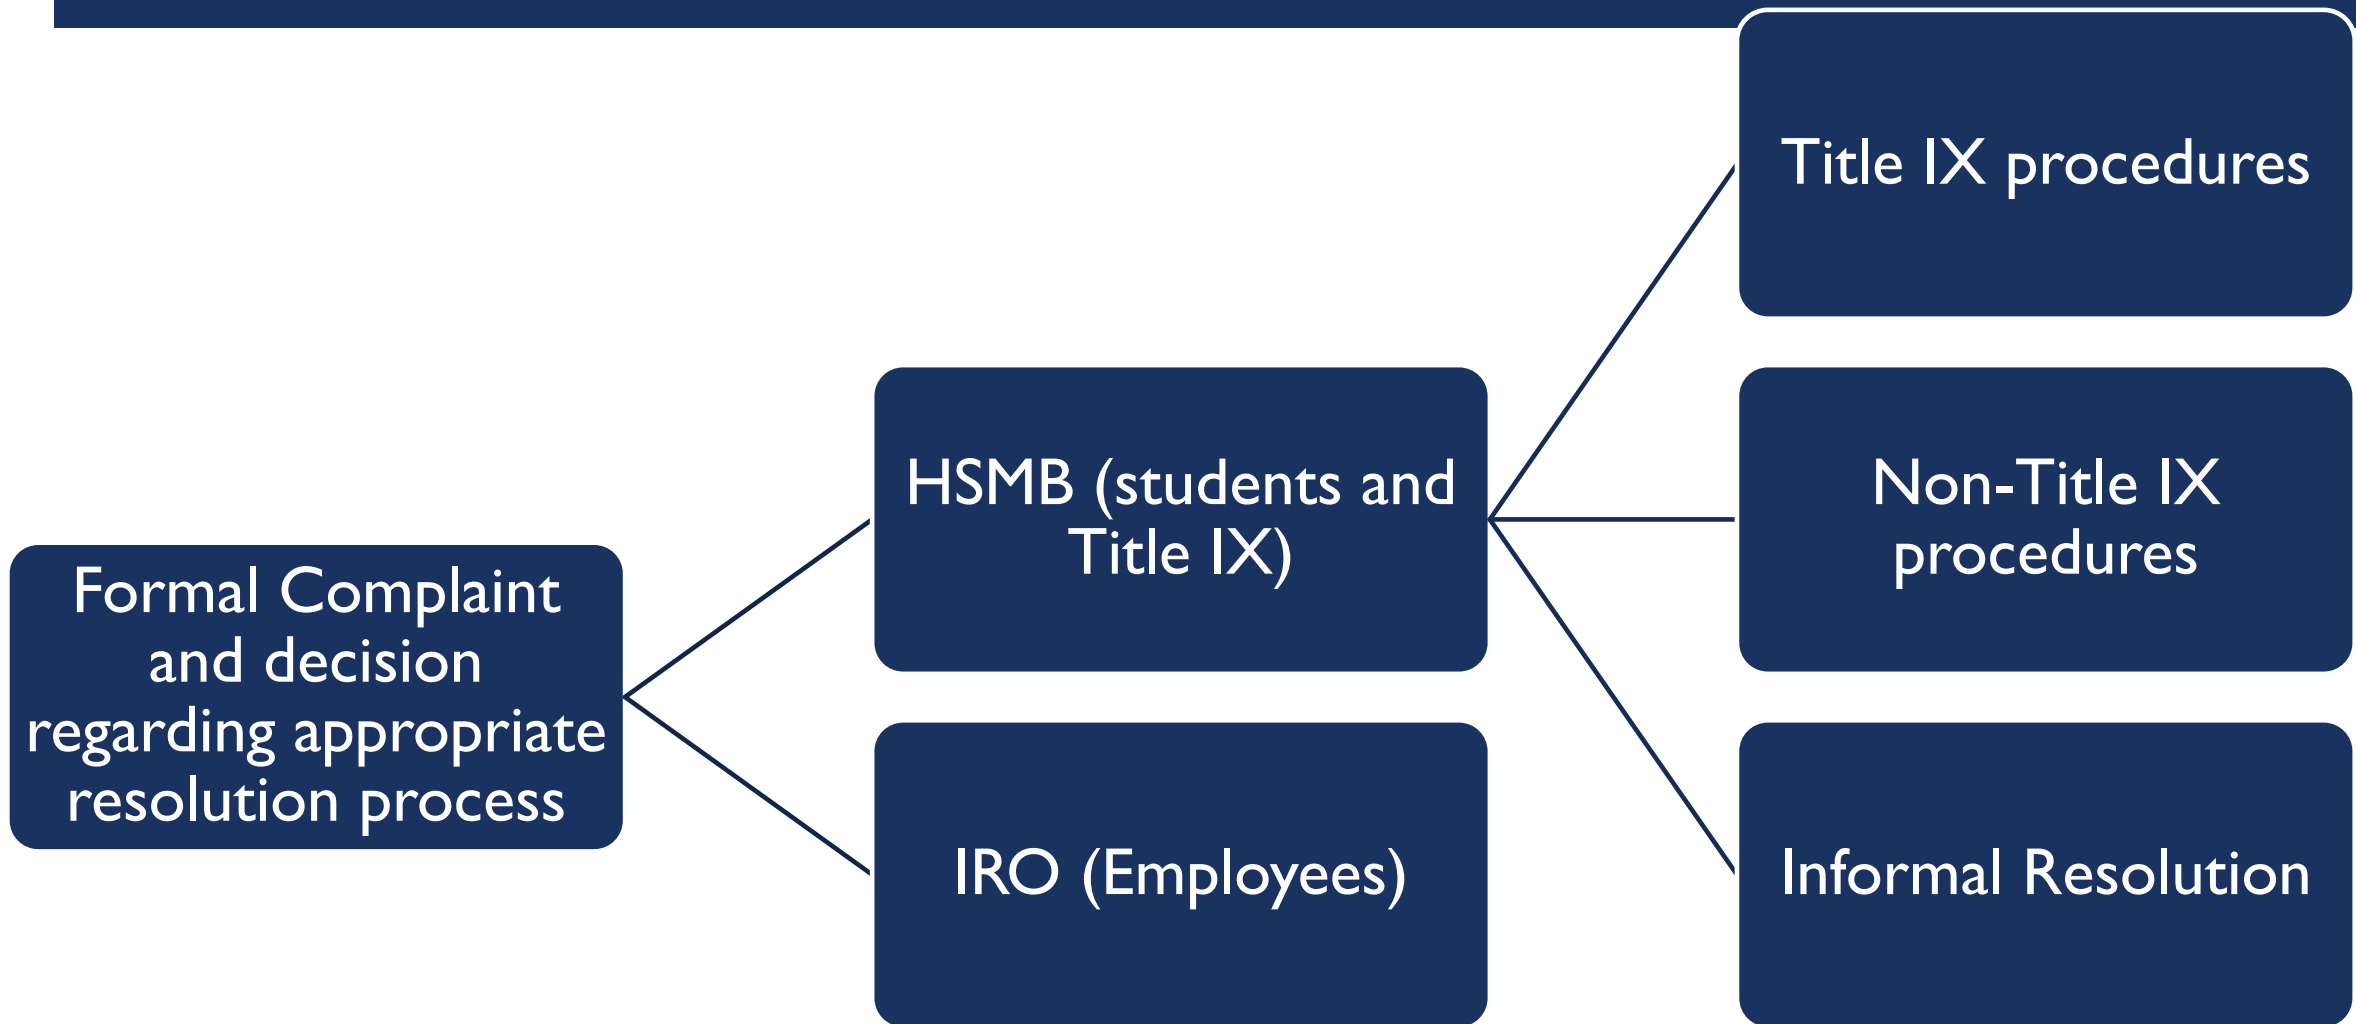 Formal Complaint
and decision
regarding appropriate
resolution process
HSMB (students and
Title IX)
IRO (Employees)
Title IX procedures
Non-Title IX
procedures
Informal Resolution